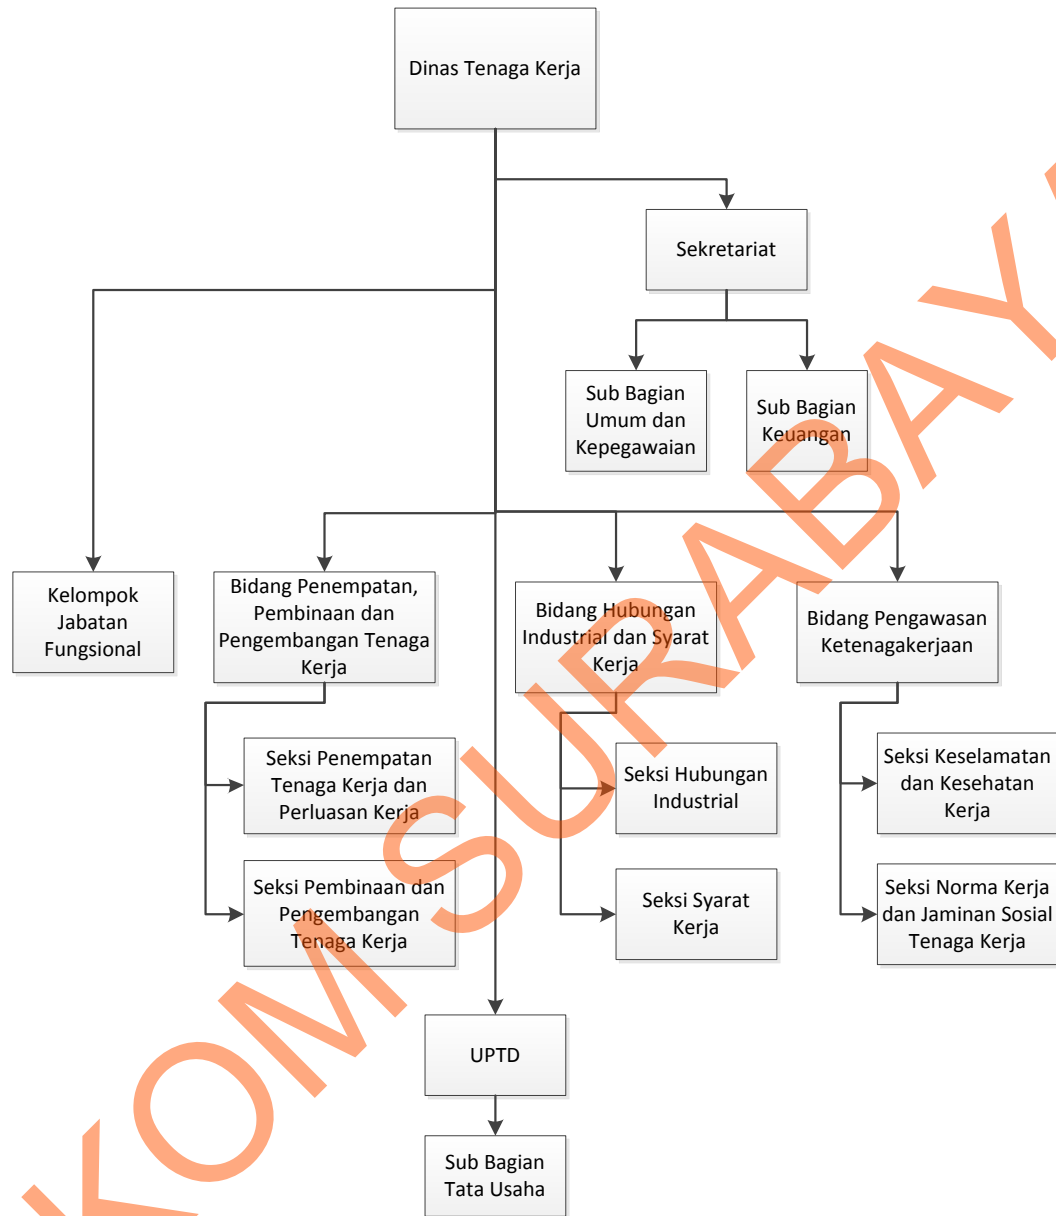 Dinas Tenaga Kerja
Sekretariat
Sub Bagian
Umum dan
Kepegawaian
Sub Bagian
Keuangan
Kelompok
Jabatan
Fungsional
Bidang Penempatan,
Pembinaan dan
Pengembangan Tenaga
Kerja
Bidang Hubungan
Industrial dan Syarat
Kerja
Bidang Pengawasan
Ketenagakerjaan
Seksi Penempatan
Tenaga Kerja dan
Perluasan Kerja
Seksi Hubungan
Industrial
Seksi Keselamatan
dan Kesehatan
Kerja
Seksi Pembinaan dan
Pengembangan
Tenaga Kerja
Seksi Syarat
Kerja
Seksi Norma Kerja
dan Jaminan Sosial
Tenaga Kerja
UPTD
Sub Bagian
Tata Usaha
KOM SURABAYA